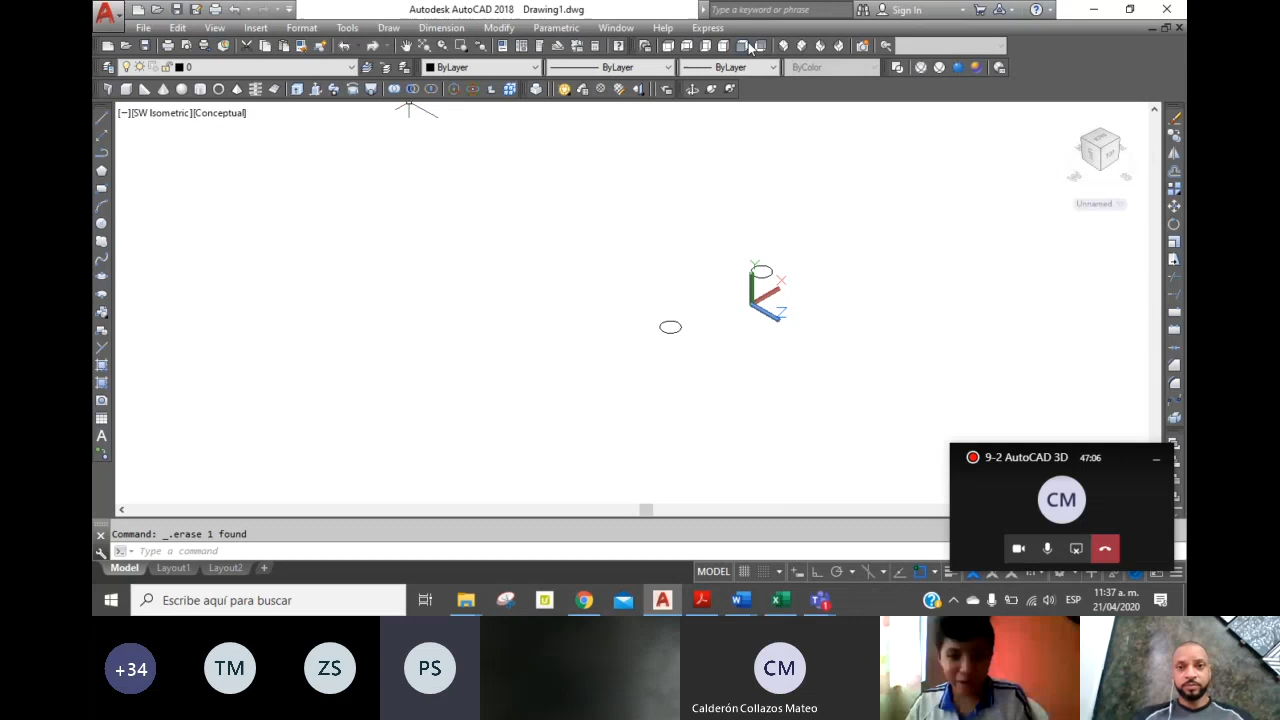 Autodesk AutoCAD 2018 Drawing1.dwg
Type a keyword or phrase
Sign In
File Edit View Insert Format Tools Draw Dimension Modify Parametric Window Help Express
0
ByLayer
ByLayer
ByLayer
ByColor
[−][SW Isometric][Conceptual]
Unnamed
Y
X
Z
9-2 AutoCAD 3D 47:06
CM
Command: _.erase 1 found
Type a command
Model Layout1 Layout2 +
MODEL
Escribe aquí para buscar
ESP
11:37 a. m.
21/04/2020
+34
TM
ZS
PS
CM
Calderón Collazos Mateo